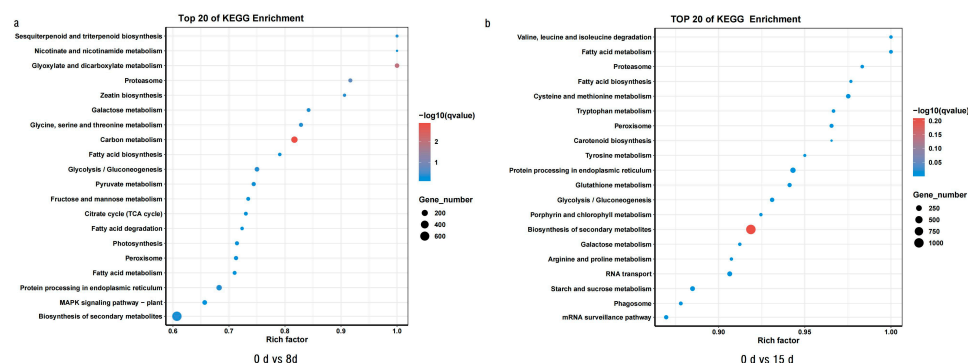 a
Top 20 of KEGG Enrichment
Sesquiterpenoid and triterpenoid biosynthesis
Nicotinate and nicotinamide metabolism
Glyoxylate and dicarboxylate metabolism
Proteasome
Zeatin biosynthesis
Galactose metabolism
Glycine, serine and threonine metabolism
Carbon metabolism
Fatty acid biosynthesis
Glycolysis / Gluconeogenesis
Pyruvate metabolism
Fructose and mannose metabolism
Citrate cycle (TCA cycle)
Fatty acid degradation
Photosynthesis
Peroxisome
Fatty acid metabolism
Protein processing in endoplasmic reticulum
MAPK signaling pathway − plant
Biosynthesis of secondary metabolites
0.6 0.7 0.8 0.9 1.0
Rich factor
−log10(qvalue)
2
1
Gene_number
200
400
600
0 d vs 8d
b
TOP 20 of KEGG Enrichment
Valine, leucine and isoleucine degradation
Fatty acid metabolism
Proteasome
Fatty acid biosynthesis
Cysteine and methionine metabolism
Tryptophan metabolism
Peroxisome
Carotenoid biosynthesis
Tyrosine metabolism
Protein processing in endoplasmic reticulum
Glutathione metabolism
Glycolysis / Gluconeogenesis
Porphyrin and chlorophyll metabolism
Biosynthesis of secondary metabolites
Galactose metabolism
Arginine and proline metabolism
RNA transport
Starch and sucrose metabolism
Phagosome
mRNA surveillance pathway
0.90 0.95 1.00
Rich factor
−log10(qvalue)
0.20
0.15
0.10
0.05
Gene_number
250
500
750
1000
0 d vs 15 d